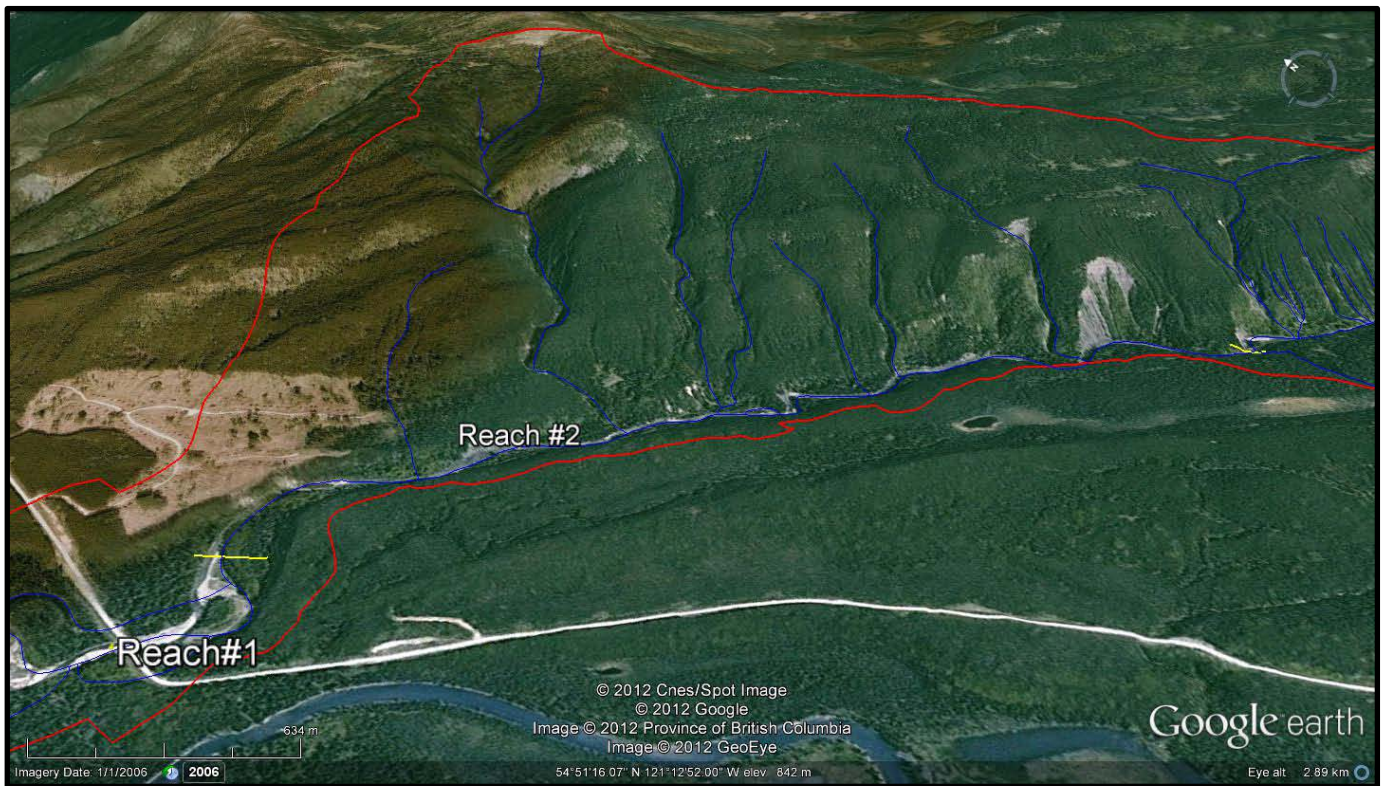 N
Reach #2
Reach#1
© 2012 Cnes/Spot Image
© 2012 Google
Image © 2012 Province of British Columbia
Image © 2012 GeoEye
Google earth
634 m
Imagery Date: 1/1/2006
2006
54°51'16.07" N 121°12'52.00" W elev 842 m
Eye alt 2.89 km